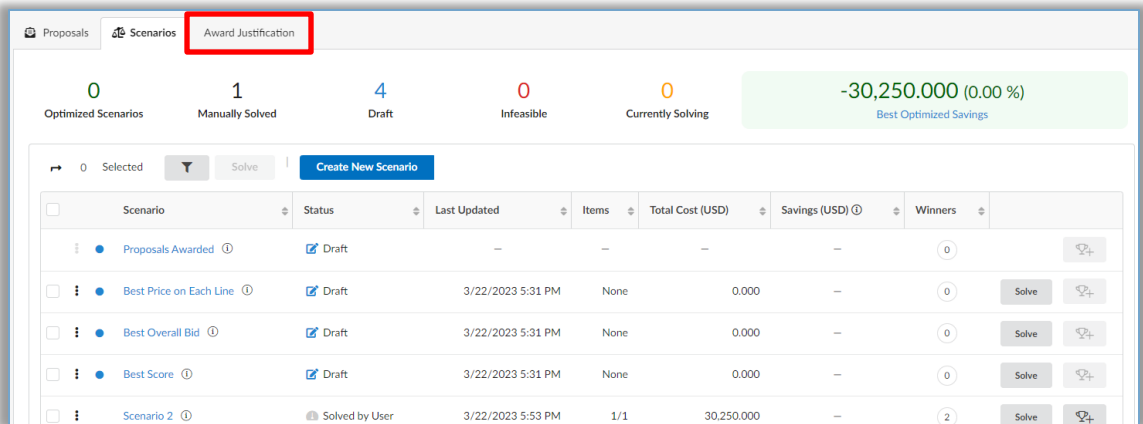 Proposals Scenarios Award Justification
0 1 4 0 0 -30,250.000 (0.00 %)
Optimized Scenarios Manually Solved Draft Infeasible Currently Solving Best Optimized Savings
0 Selected Solve Create New Scenario
Scenario Status Last Updated Items Total Cost (USD) Savings (USD) Winners
Proposals Awarded Draft — — — — 0
Best Price on Each Line Draft 3/22/2023 5:31 PM None 0.000 — 0 Solve
Best Overall Bid Draft 3/22/2023 5:31 PM None 0.000 — 0 Solve
Best Score Draft 3/22/2023 5:31 PM None 0.000 — 0 Solve
Scenario 2 Solved by User 3/22/2023 5:53 PM 1/1 30,250.000 — 2 Solve